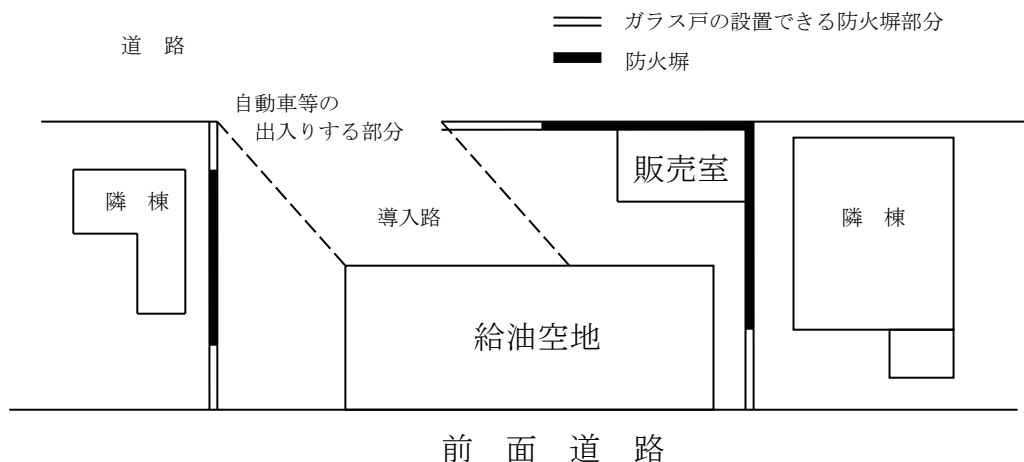 ガラス戸の設置できる防火塀部分
道　路
防火塀
自動車等の
出入りする部分
販売室
隣　棟
導入路
隣　棟
給油空地
前　面　道　路